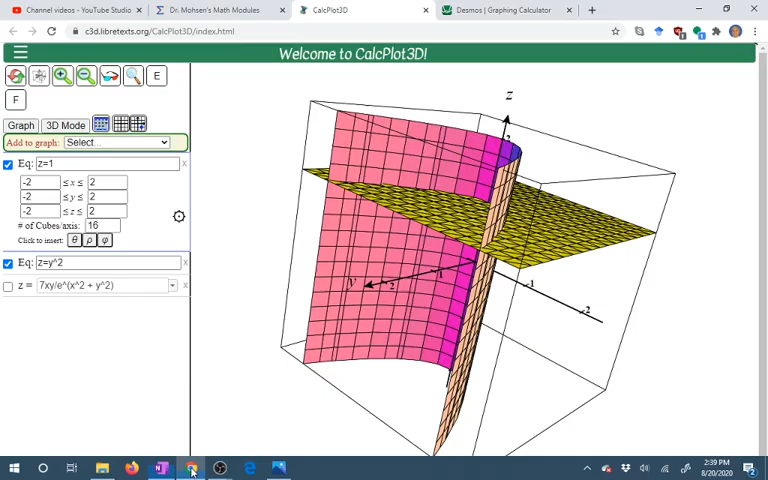 Channel videos - YouTube Studio
Dr. Mohsen's Math Modules
CalcPlot3D
Desmos | Graphing Calculator
c3d.libretexts.org/CalcPlot3D/index.html
Welcome to CalcPlot3D!
E
F
Graph
3D Mode
Add to graph: Select...
Eq: z=1 x
-2 ≤ x ≤ 2
-2 ≤ y ≤ 2
-2 ≤ z ≤ 2
# of Cubes/axis: 16
Click to insert: θ ρ φ
Eq: z=y^2 x
z = 7xy/e^(x^2 + y^2) x
z
2
y
2
1
-1
-2
2:39 PM
8/20/2020
2